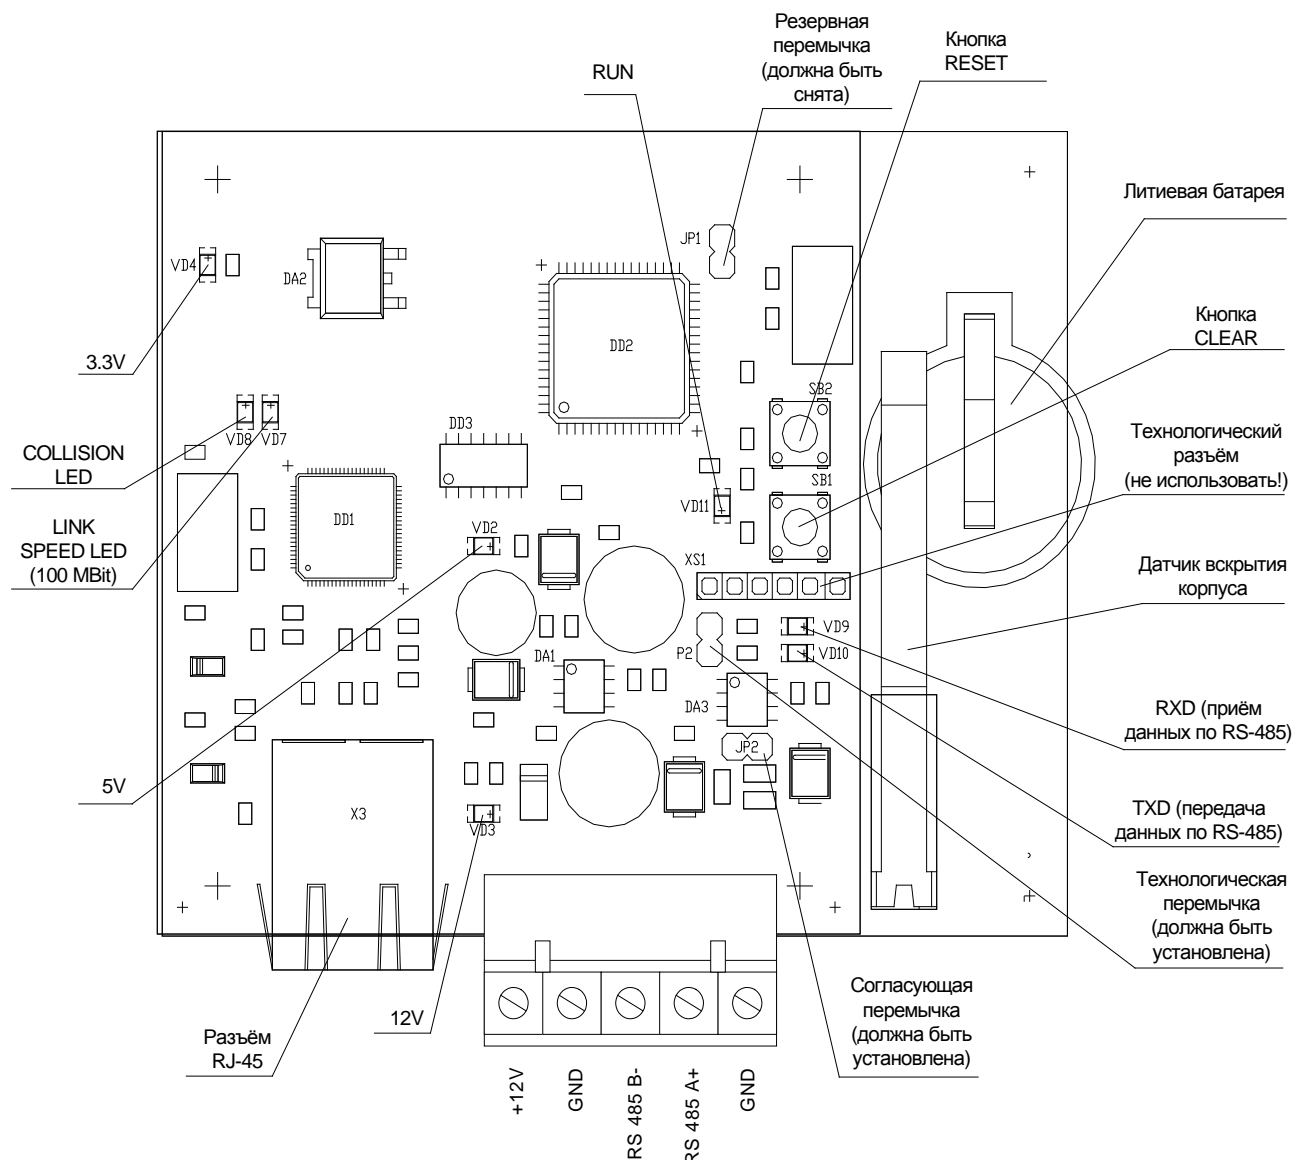 Резервная
перемычка
(должна быть
снята)
Кнопка
RESET
RUN
Литиевая батарея
JP1
VD4
DA2
DD2
Кнопка
CLEAR
3.3V
SB2
VD8
VD7
DD3
COLLISION
LED
Технологический
разъём
(не использовать!)
SB1
VD11
DD1
VD2
LINK
SPEED LED
(100 MBit)
XS1
Датчик вскрытия
корпуса
VD9
P2
VD10
DA1
DA3
RXD (приём
данных по RS-485)
JP2
5V
X3
VD3
TXD (передача
данных по RS-485)
Технологическая
перемычка
(должна быть
установлена)
Согласующая
перемычка
(должна быть
установлена)
12V
Разъём
RJ-45
+12V
GND
RS 485 B-
RS 485 A+
GND